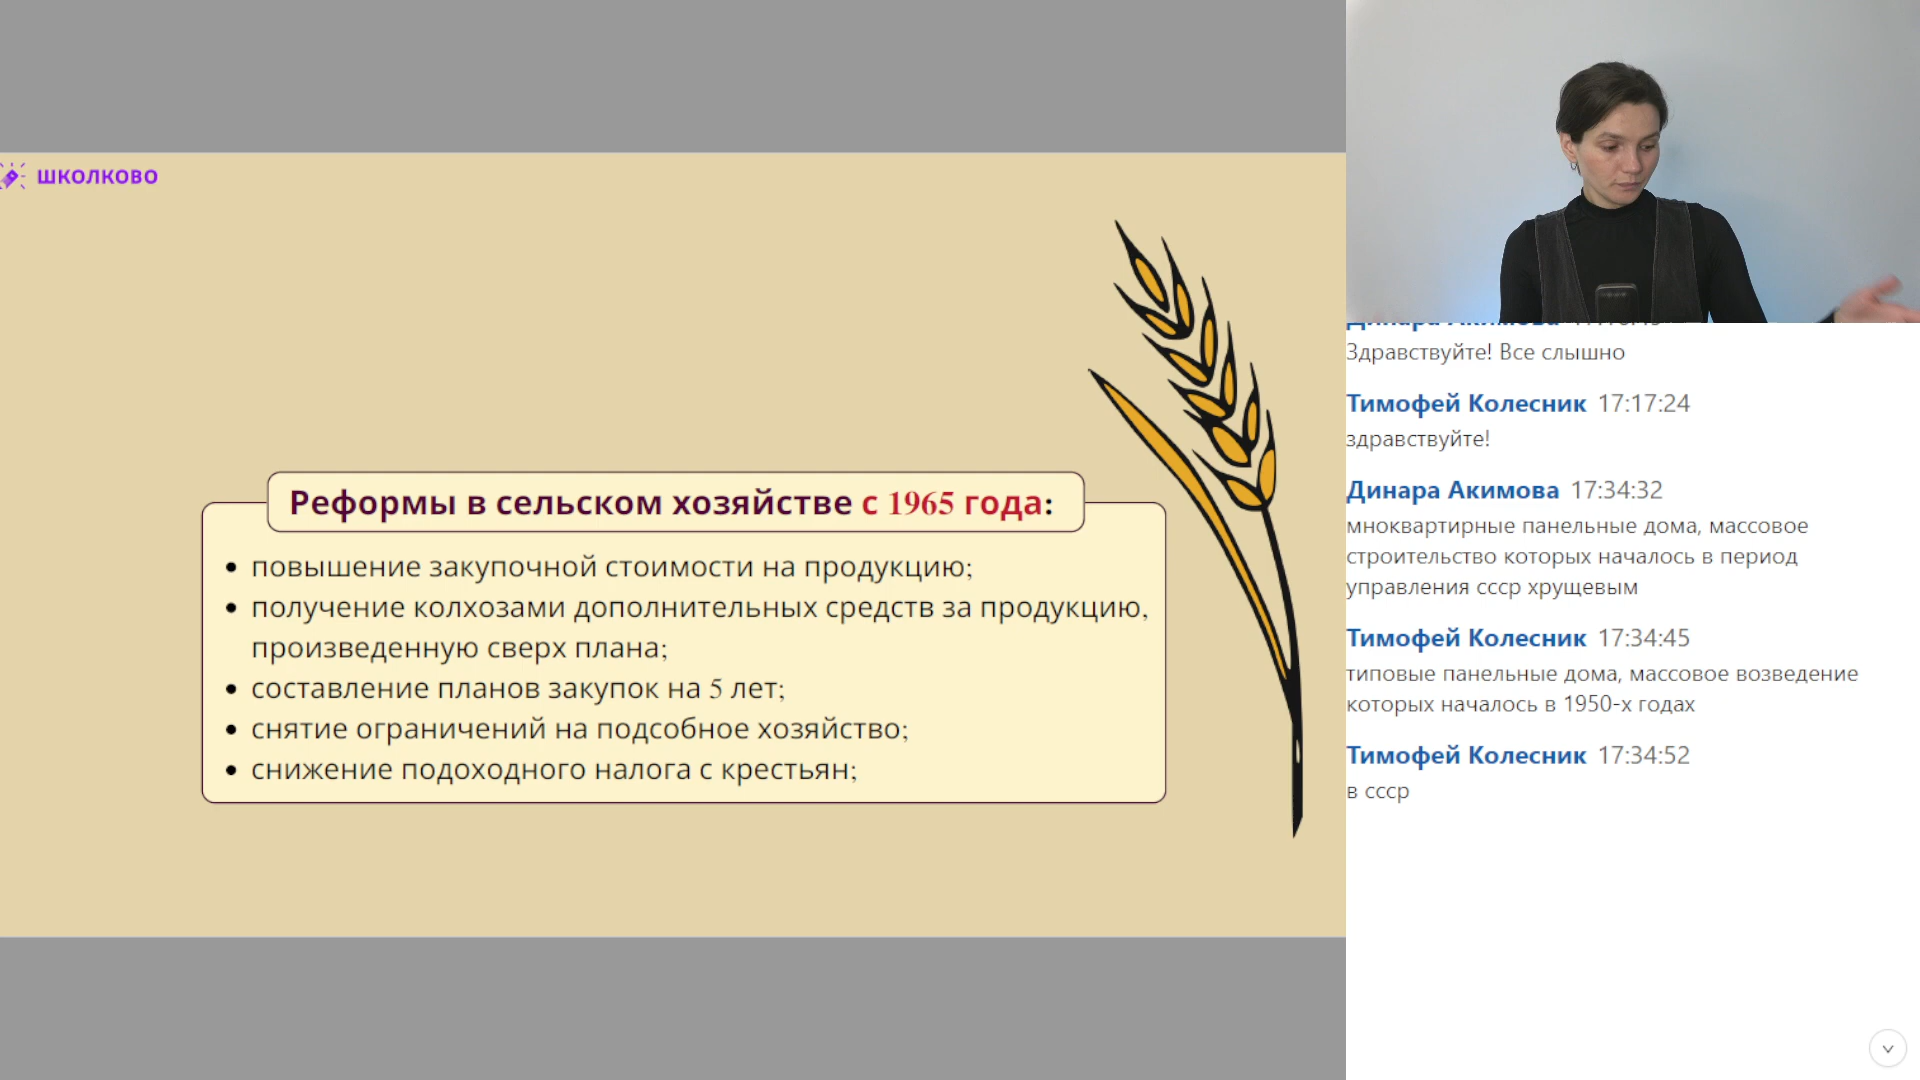 ШКОЛКОВО
Реформы в сельском хозяйстве с 1965 года:
• повышение закупочной стоимости на продукцию;
• получение колхозами дополнительных средств за продукцию,
произведенную сверх плана;
• составление планов закупок на 5 лет;
• снятие ограничений на подсобное хозяйство;
• снижение подоходного налога с крестьян;
Здравствуйте! Все слышно
Тимофей Колесник 17:17:24
здравствуйте!
Динара Акимова 17:34:32
мноквартирные панельные дома, массовое
строительство которых началось в период
управления ссср хрущевым
Тимофей Колесник 17:34:45
типовые панельные дома, массовое возведение
которых началось в 1950-х годах
Тимофей Колесник 17:34:52
в ссср